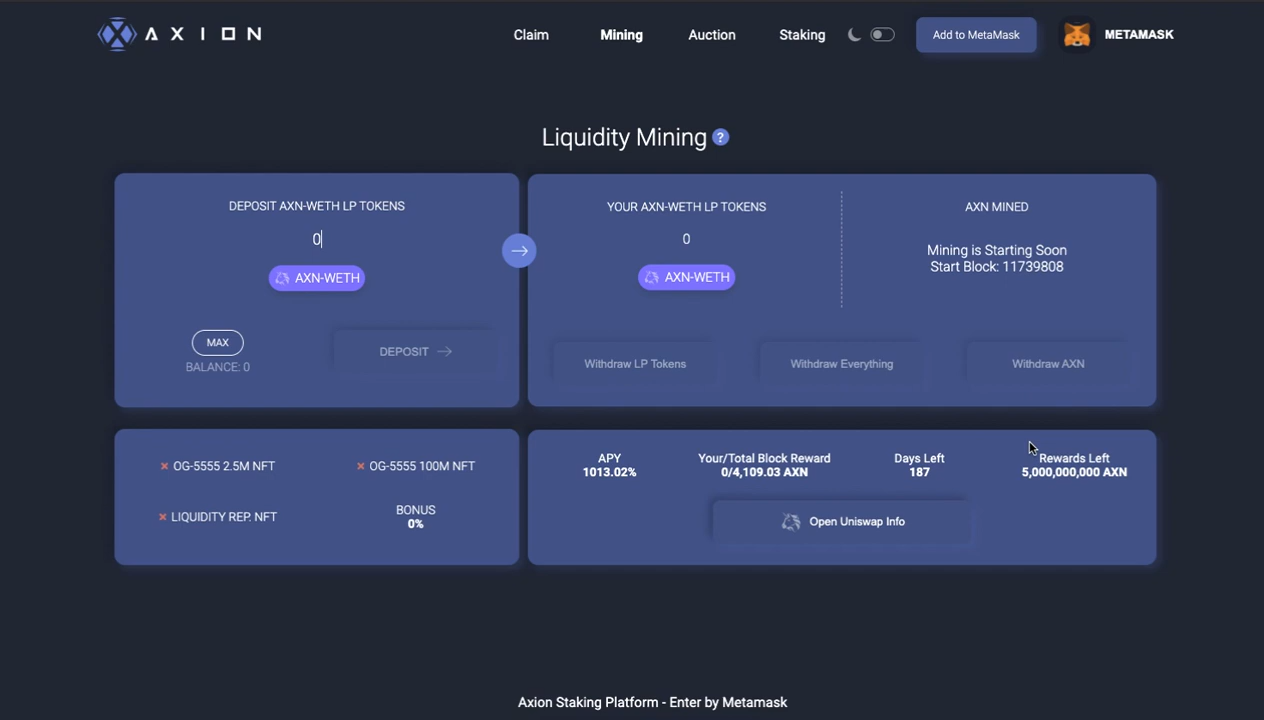 AXION
Claim
Mining
Auction
Staking
Add to MetaMask
METAMASK
Liquidity Mining ?
DEPOSIT AXN-WETH LP TOKENS
0
AXN-WETH
MAX
BALANCE: 0
DEPOSIT →
→
YOUR AXN-WETH LP TOKENS
0
AXN-WETH
AXN MINED
Mining is Starting Soon
Start Block: 11739808
Withdraw LP Tokens
Withdraw Everything
Withdraw AXN
× OG-5555 2.5M NFT
× OG-5555 100M NFT
× LIQUIDITY REP. NFT
BONUS
0%
APY
1013.02%
Your/Total Block Reward
0/4,109.03 AXN
Days Left
187
Rewards Left
5,000,000,000 AXN
Open Uniswap Info
Axion Staking Platform - Enter by Metamask